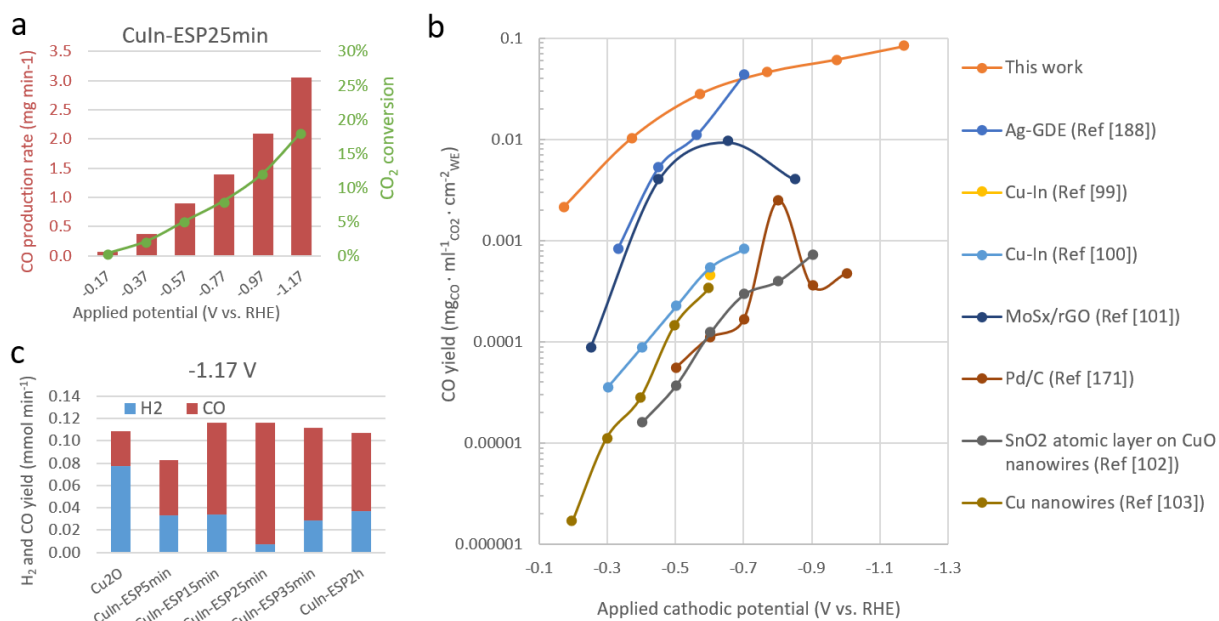 a
CuIn-ESP25min
CO production rate (mg min-1)
3.5
3.0
2.5
2.0
1.5
1.0
0.5
0.0
30%
25%
20%
15%
10%
5%
0%
CO2 conversion
-0.17
-0.37
-0.57
-0.77
-0.97
-1.17
Applied potential (V vs. RHE)
b
CO yield (mgCO · ml-1CO2 · cm-2WE)
0.1
0.01
0.001
0.0001
0.00001
0.000001
-0.1
-0.3
-0.5
-0.7
-0.9
-1.1
-1.3
Applied cathodic potential (V vs. RHE)
This work
Ag-GDE (Ref [188])
Cu-In (Ref [99])
Cu-In (Ref [100])
MoSx/rGO (Ref [101])
Pd/C (Ref [171])
SnO2 atomic layer on CuO
nanowires (Ref [102])
Cu nanowires (Ref [103])
c
-1.17 V
H2 and CO yield (mmol min-1)
0.14
0.12
0.10
0.08
0.06
0.04
0.02
0.00
H2
CO
Cu2O
CuIn-ESP5min
CuIn-ESP15min
CuIn-ESP25min
CuIn-ESP35min
CuIn-ESP2h